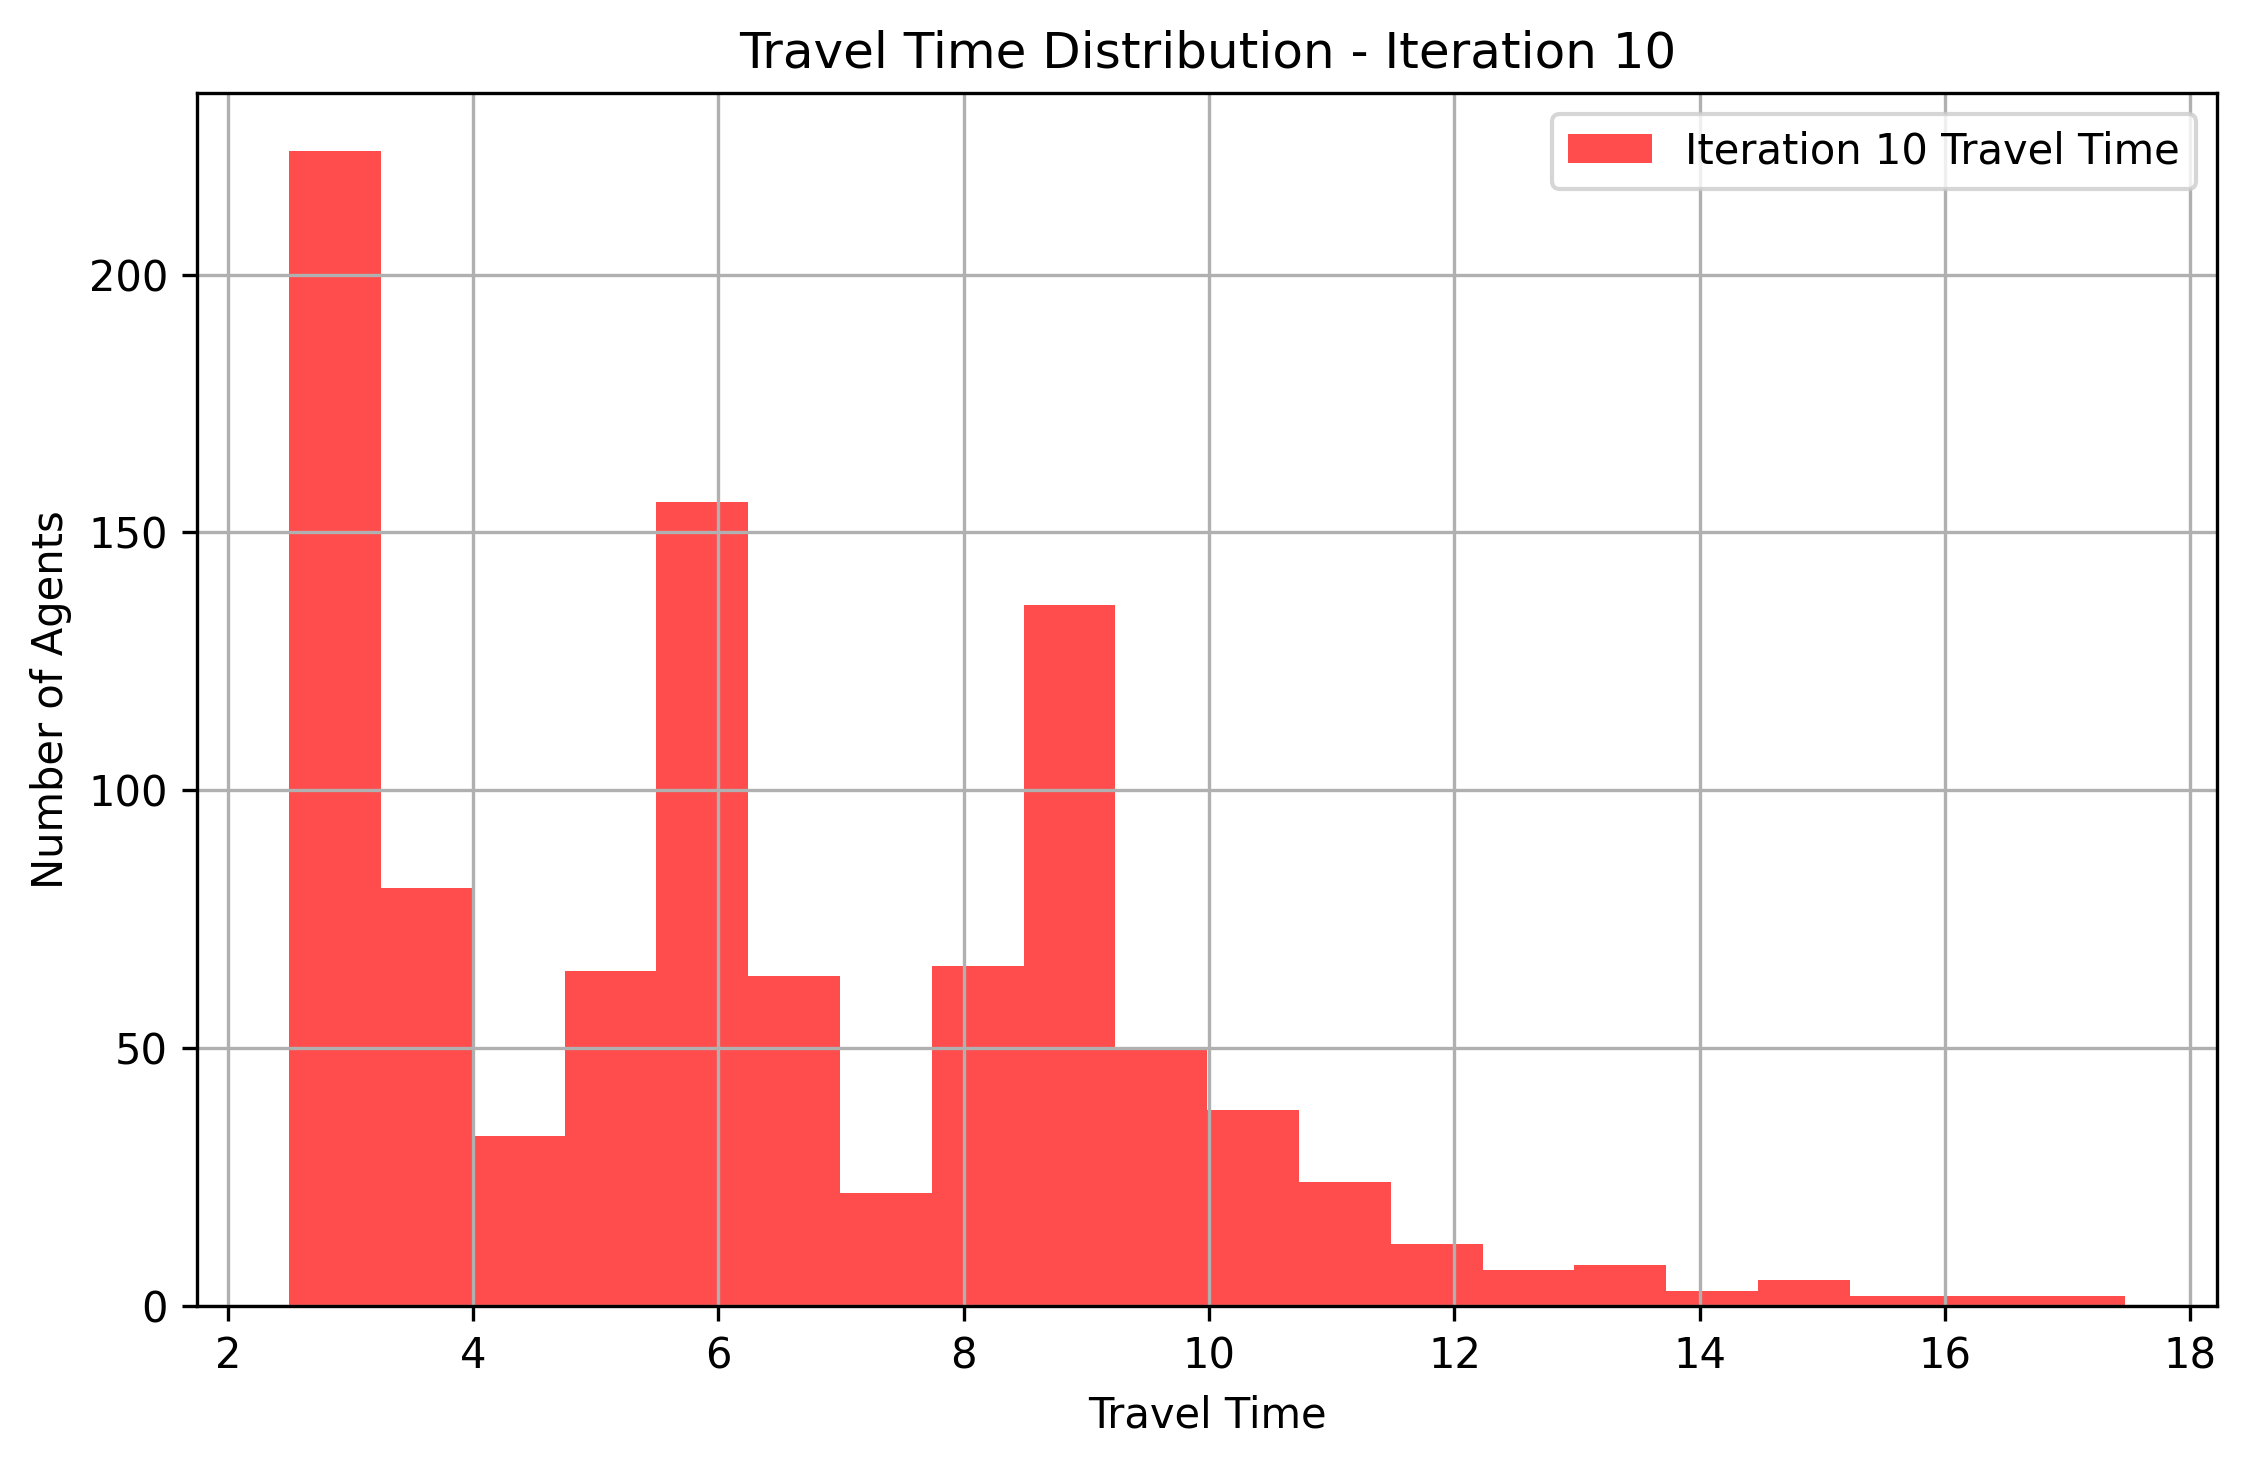 Travel Time Distribution - Iteration 10
Iteration 10 Travel Time
Number of Agents
200
150
100
50
0
2 4 6 8 10 12 14 16 18
Travel Time